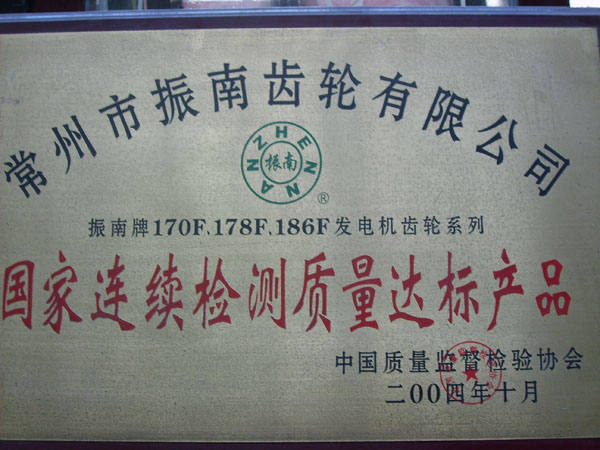 常州市振南齿轮有限公司
ZHENNAN
振南
®
振南牌170F、178F、186F发电机齿轮系列
国家连续检测质量达标产品
中国质量监督检验协会
二00四年十月